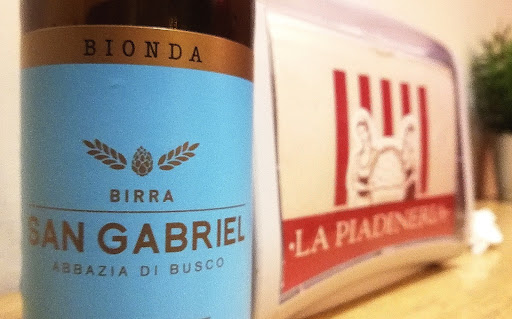 BIONDA
BIRRA
SAN GABRIEL
ABBAZIA DI BUSCO
·LA PIADINERIA·